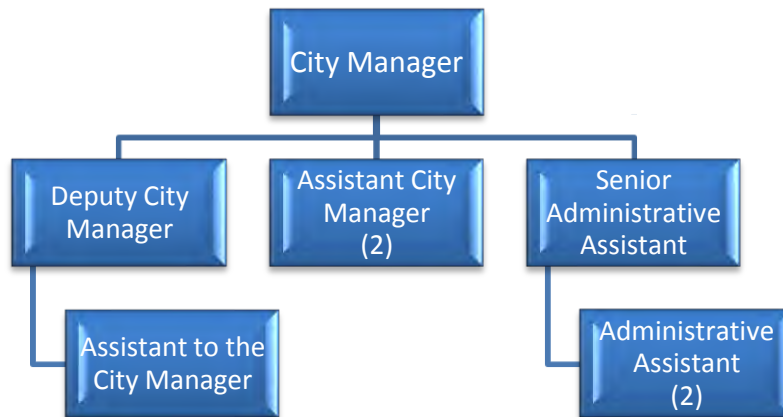 City Manager
Deputy City
Manager
Assistant City
Manager
(2)
Senior
Administrative
Assistant
Assistant to the
City Manager
Administrative
Assistant
(2)